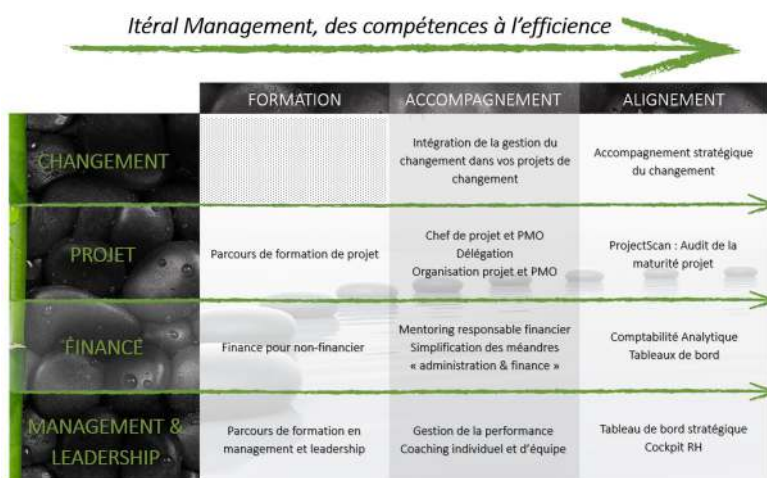 Itéral Management, des compétences à l'efficience
FORMATION
ACCOMPAGNEMENT
ALIGNEMENT
CHANGEMENT
Intégration de la gestion du
changement dans vos projets de
changement
Accompagnement stratégique
du changement
PROJET
Parcours de formation de projet
Chef de projet et PMO
Délégation
Organisation projet et PMO
ProjectScan : Audit de la
maturité projet
FINANCE
Finance pour non-financier
Mentoring responsable financier
Simplification des méandres
« administration & finance »
Comptabilité Analytique
Tableaux de bord
MANAGEMENT &
LEADERSHIP
Parcours de formation en
management et leadership
Gestion de la performance
Coaching individuel et d'équipe
Tableau de bord stratégique
Cockpit RH